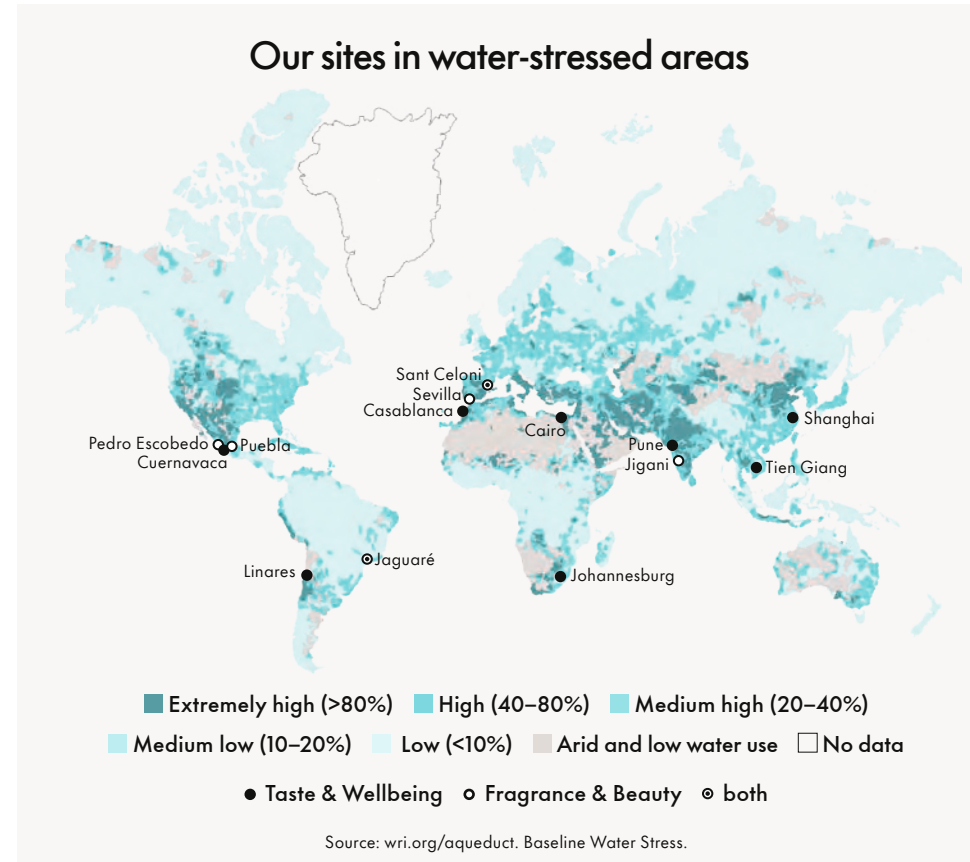 Our sites in water-stressed areas
Sant Celoni
Sevilla
Casablanca
Cairo
Shanghai
Pedro Escobedo
Puebla
Cuernavaca
Pune
Jigani
Tien Giang
Jaguaré
Linares
Johannesburg
Extremely high (>80%) High (40–80%) Medium high (20–40%)
Medium low (10–20%) Low (<10%) Arid and low water use No data
Taste & Wellbeing Fragrance & Beauty both
Source: wri.org/aqueduct. Baseline Water Stress.